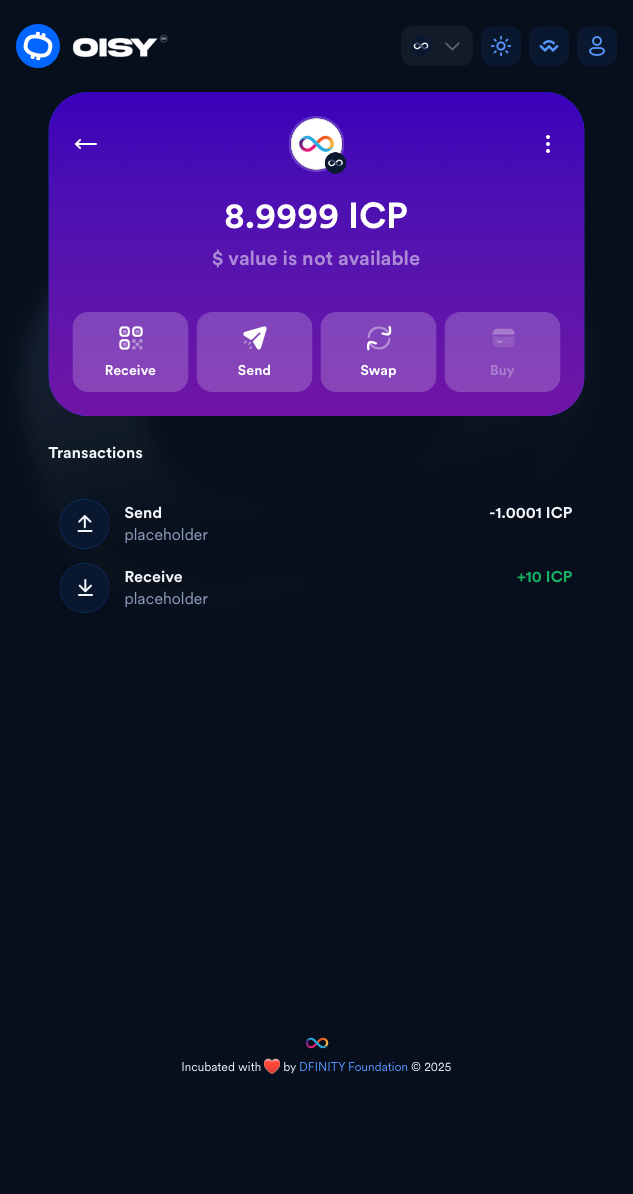 OISY
8.9999 ICP
$ value is not available
Receive
Send
Swap
Buy
Transactions
Send
-1.0001 ICP
placeholder
Receive
+10 ICP
placeholder
Incubated with ❤️ by DFINITY Foundation © 2025